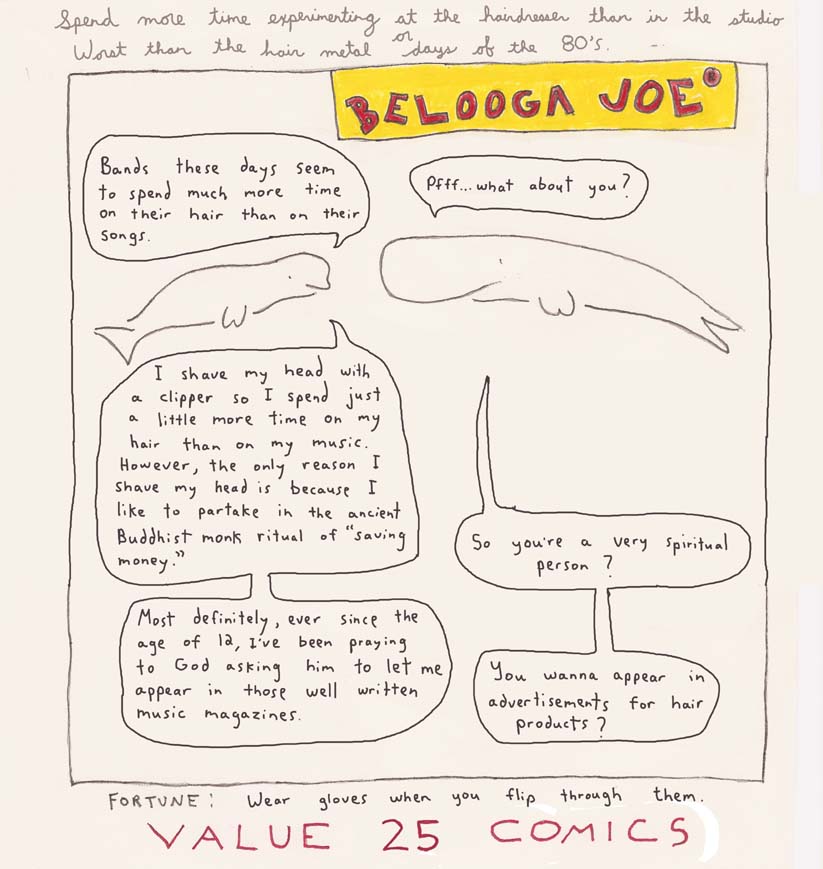 Spend more time experimenting at the hairdresser than in the studio
or
Worst than the hair metal days of the 80's.
BELOOGA JOE®
Bands these days seem
to spend much more time
on their hair than on their
songs.
Pfff... what about you?
I shave my head with
a clipper so I spend just
a little more time on my
hair than on my music.
However, the only reason I
shave my head is because I
like to partake in the ancient
Buddhist monk ritual of "saving
money."
So you're a very spiritual
person?
Most definitely, ever since the
age of 12, I've been praying
to God asking him to let me
appear in those well written
music magazines.
You wanna appear in
advertisements for hair
products?
FORTUNE: Wear gloves when you flip through them.
VALUE 25 COMICS